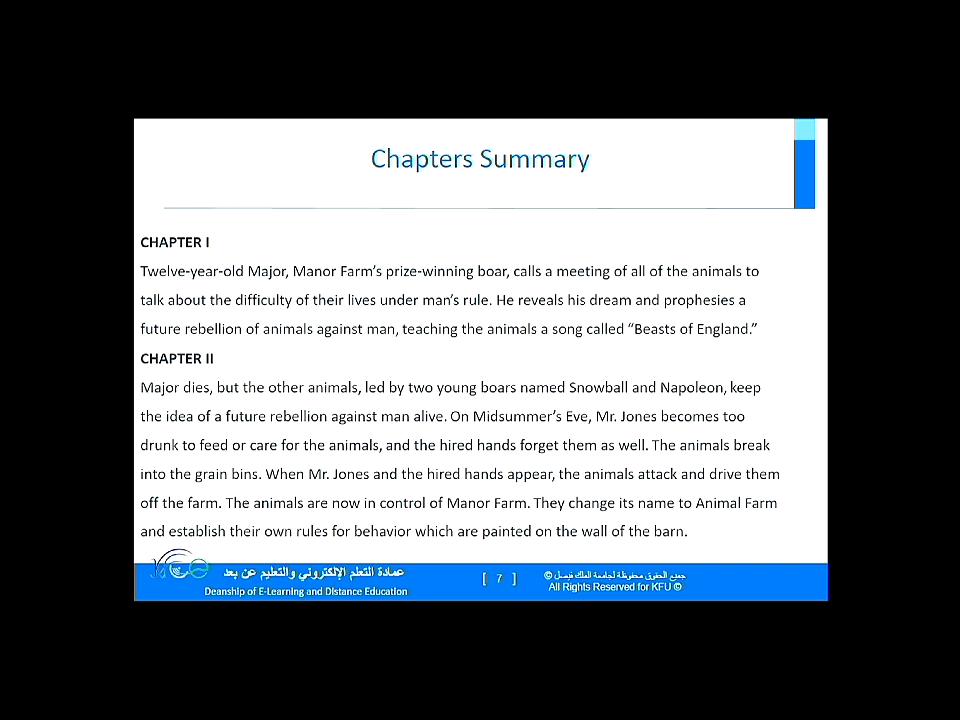 Chapters Summary
CHAPTER I
Twelve-year-old Major, Manor Farm’s prize-winning boar, calls a meeting of all of the animals to
talk about the difficulty of their lives under man’s rule. He reveals his dream and prophesies a
future rebellion of animals against man, teaching the animals a song called “Beasts of England.”
CHAPTER II
Major dies, but the other animals, led by two young boars named Snowball and Napoleon, keep
the idea of a future rebellion against man alive. On Midsummer’s Eve, Mr. Jones becomes too
drunk to feed or care for the animals, and the hired hands forget them as well. The animals break
into the grain bins. When Mr. Jones and the hired hands appear, the animals attack and drive them
off the farm. The animals are now in control of Manor Farm. They change its name to Animal Farm
and establish their own rules for behavior which are painted on the wall of the barn.
عمادة التعلم الإلكتروني والتعليم عن بعد
Deanship of E-Learning and Distance Education
[ 7 ]
جميع الحقوق محفوظة لجامعة الملك فيصل ©
All Rights Reserved for KFU ©